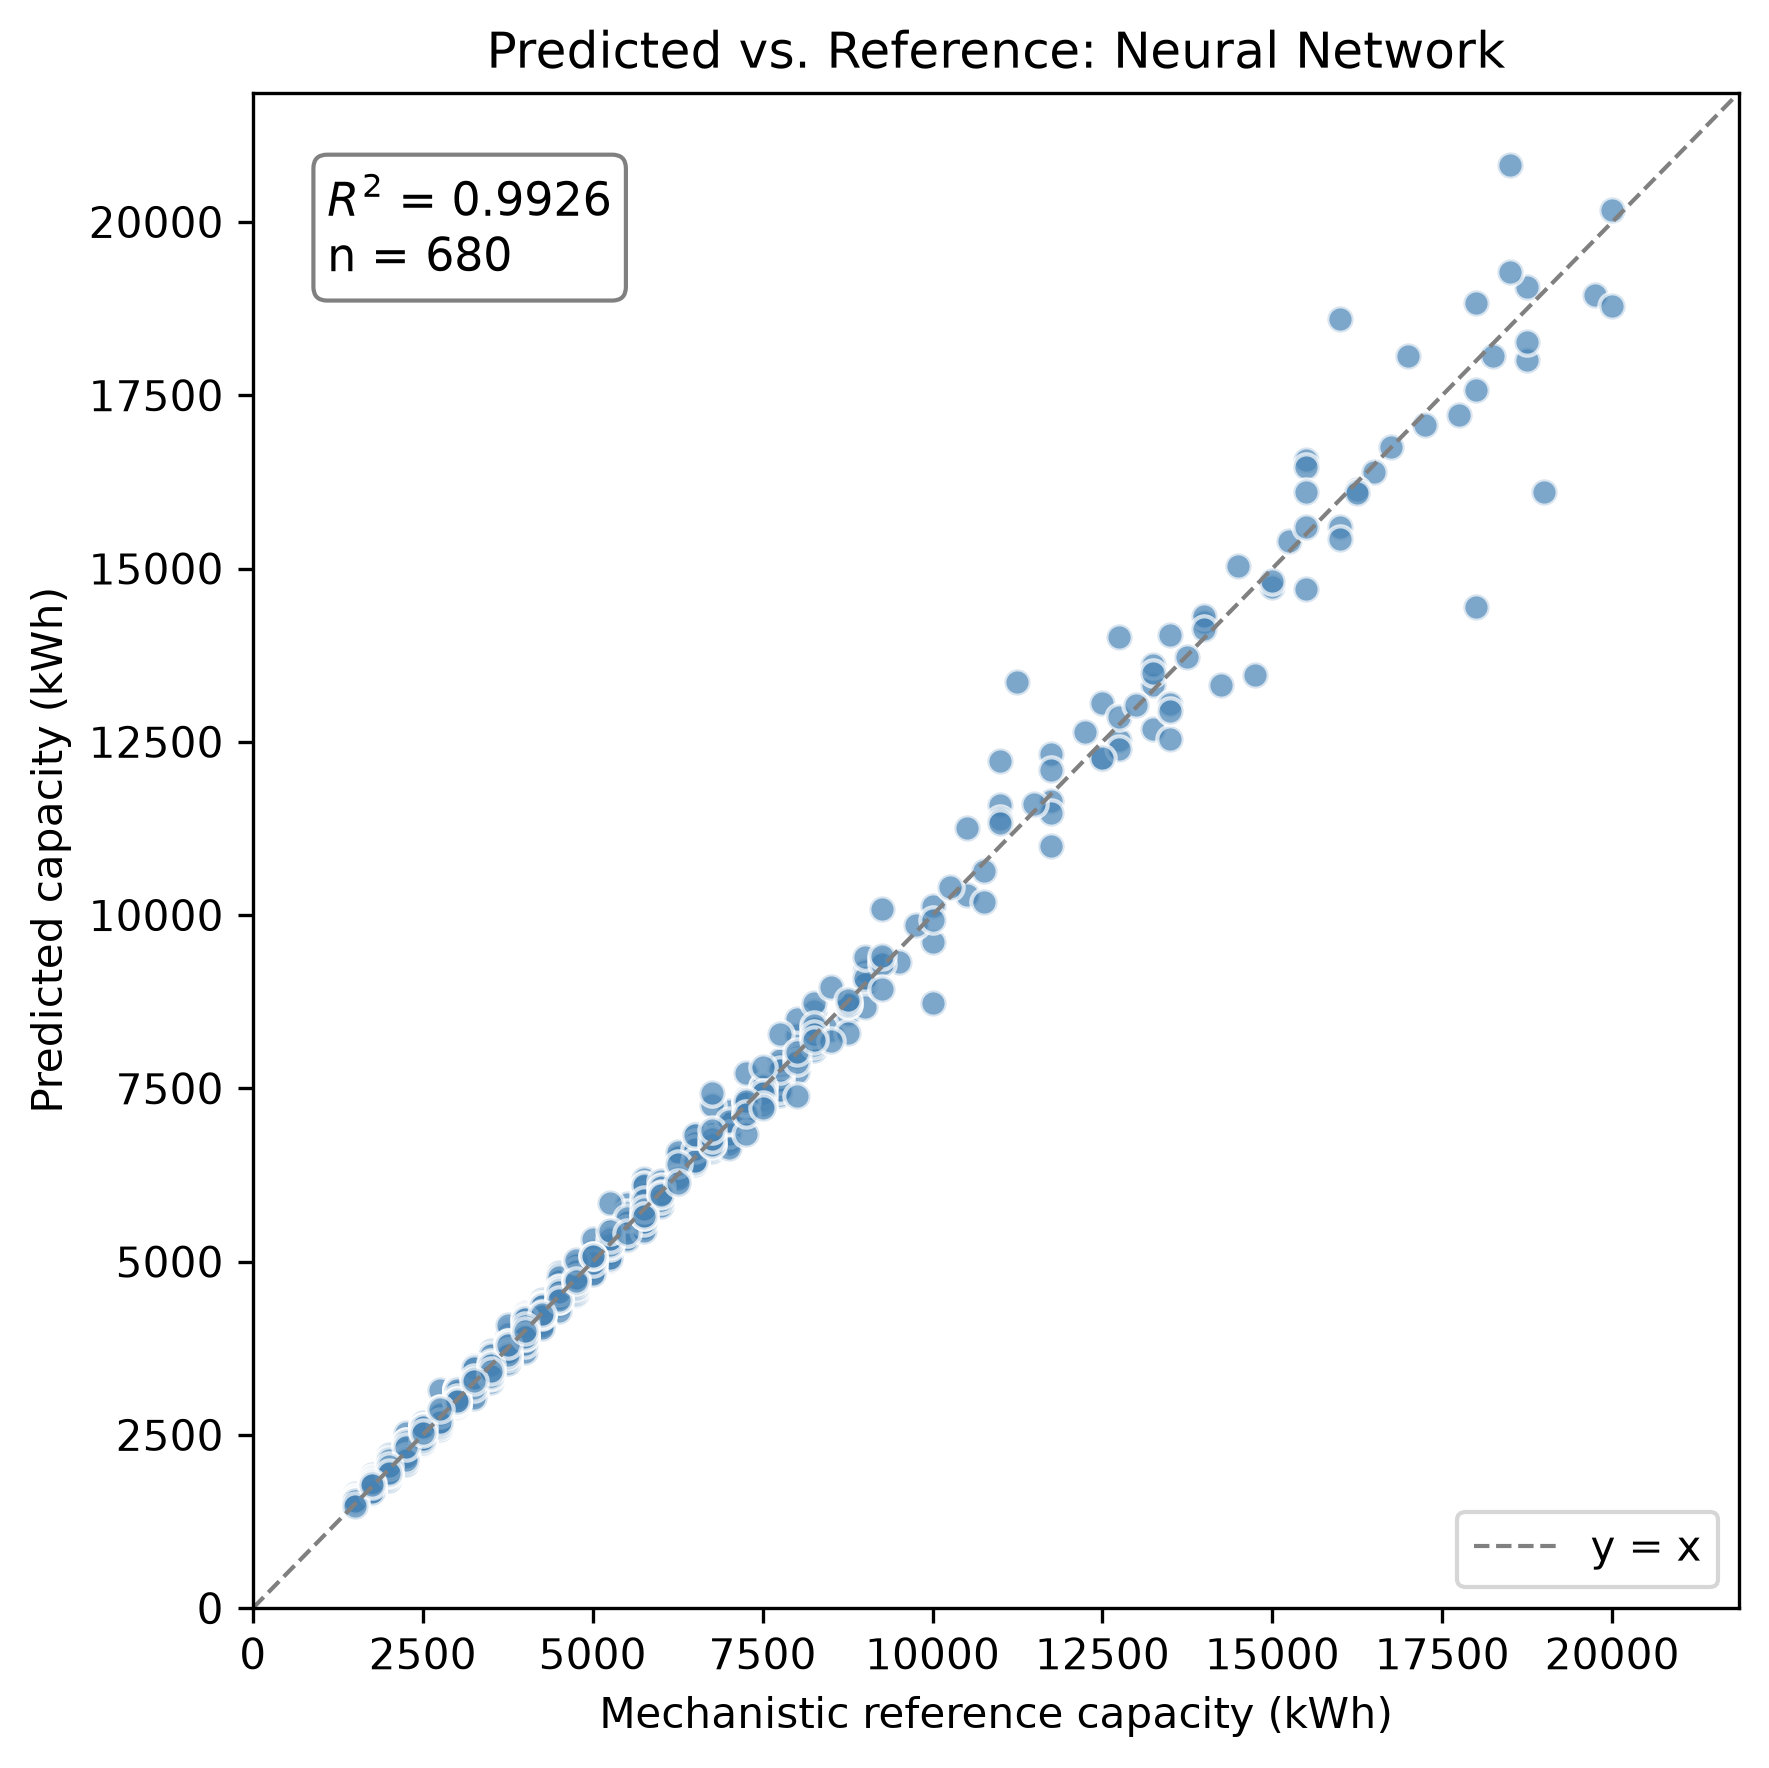 Predicted vs. Reference: Neural Network
R² = 0.9926
n = 680
Predicted capacity (kWh)
20000
17500
15000
12500
10000
7500
5000
2500
0
y = x
0 2500 5000 7500 10000 12500 15000 17500 20000
Mechanistic reference capacity (kWh)